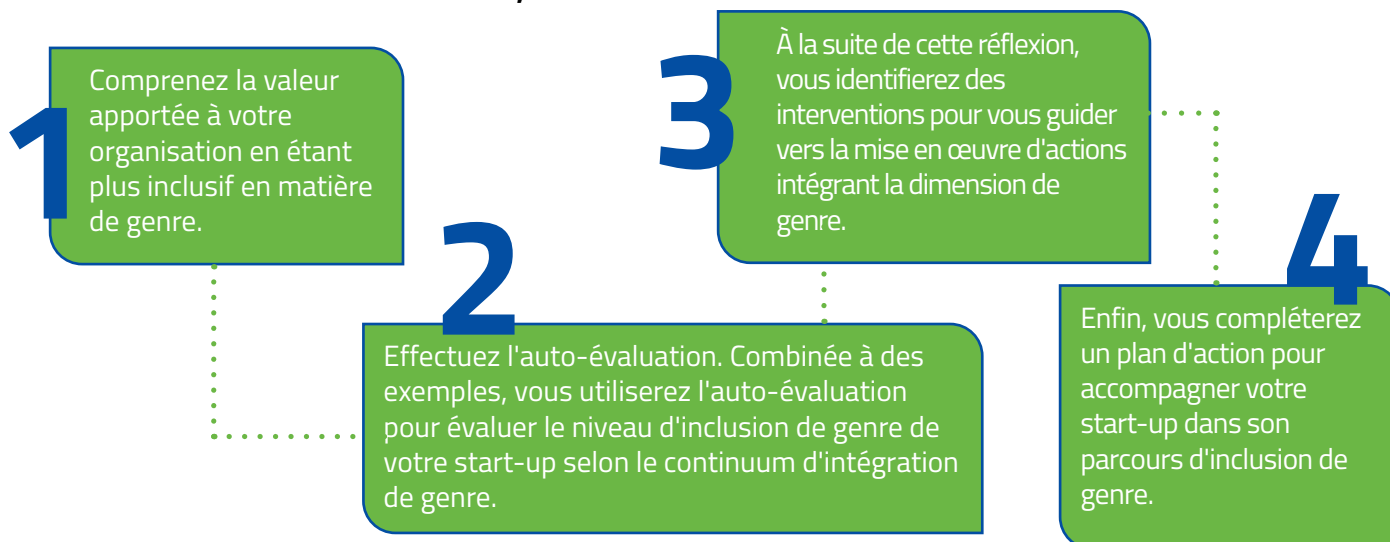 1
Comprenez la valeur
apportée à votre
organisation en étant
plus inclusif en matière
de genre.
2
Effectuez l'auto-évaluation. Combinée à des
exemples, vous utiliserez l'auto-évaluation
pour évaluer le niveau d'inclusion de genre de
votre start-up selon le continuum d'intégration
de genre.
3
À la suite de cette réflexion,
vous identifierez des
interventions pour vous guider
vers la mise en œuvre d'actions
intégrant la dimension de
genre.
4
Enfin, vous compléterez
un plan d'action pour
accompagner votre
start-up dans son
parcours d'inclusion de
genre.